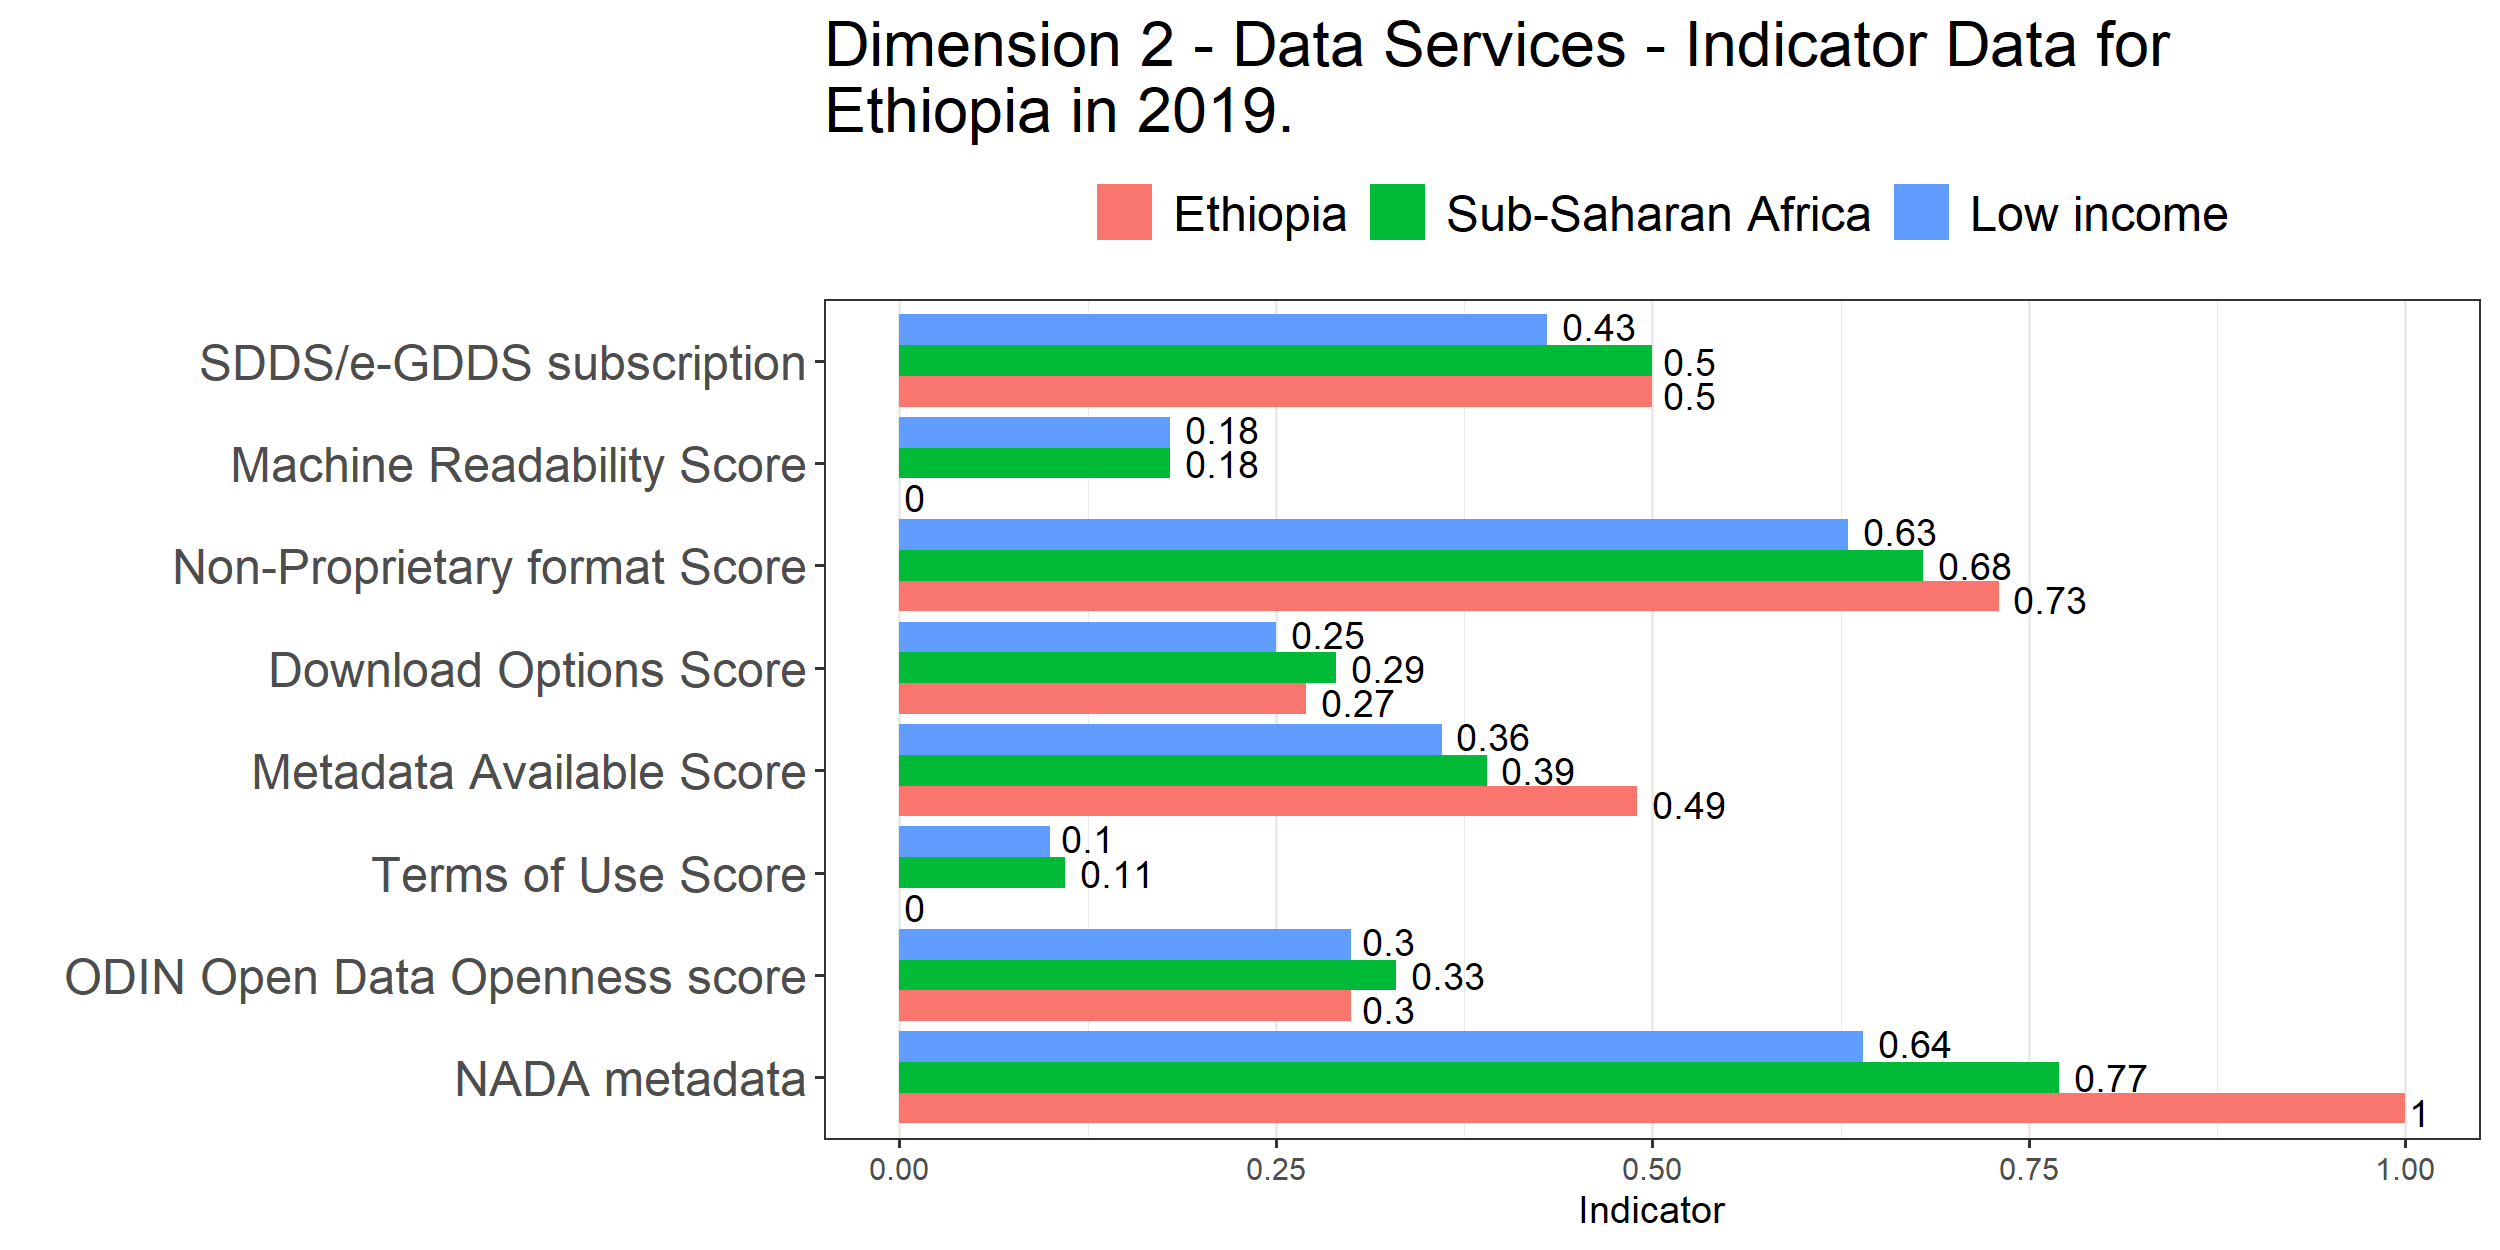 Dimension 2 - Data Services - Indicator Data for
Ethiopia in 2019.
Ethiopia
Sub-Saharan Africa
Low income
SDDS/e-GDDS subscription
0.43
0.5
0.5
Machine Readability Score
0.18
0.18
0
Non-Proprietary format Score
0.63
0.68
0.73
Download Options Score
0.25
0.29
0.27
Metadata Available Score
0.36
0.39
0.49
Terms of Use Score
0.1
0.11
0
ODIN Open Data Openness score
0.3
0.33
0.3
NADA metadata
0.64
0.77
1
0.00
0.25
0.50
0.75
1.00
Indicator